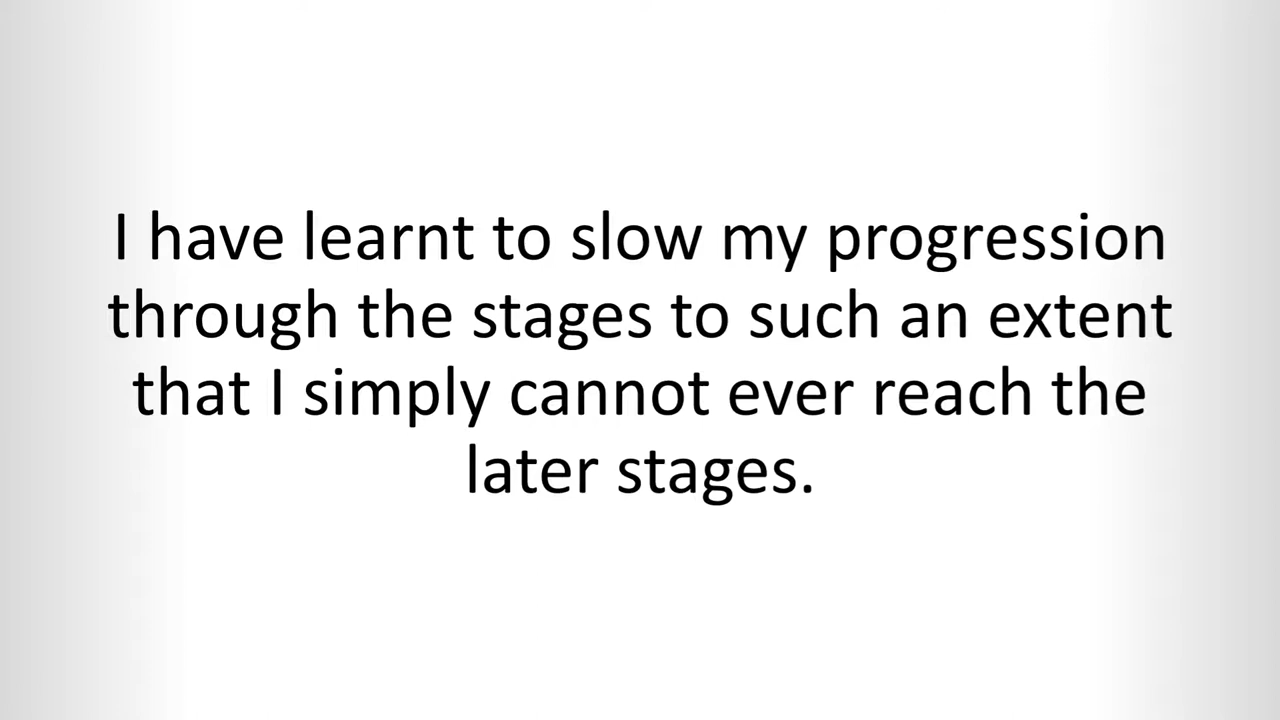 I have learnt to slow my progression
through the stages to such an extent
that I simply cannot ever reach the
later stages.